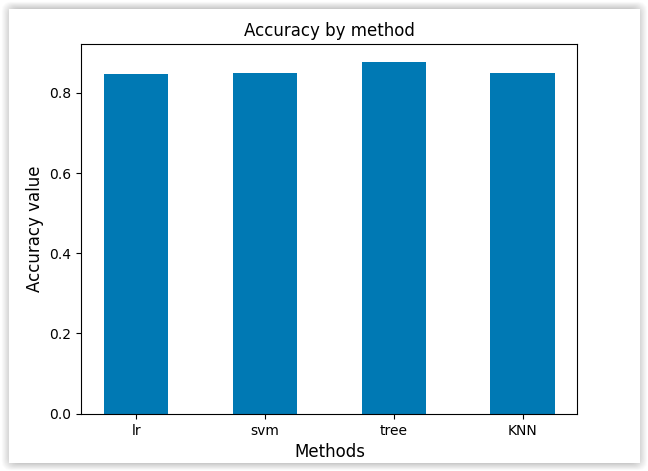 Accuracy by method
Accuracy value
0.8
0.6
0.4
0.2
0.0
lr
svm
tree
KNN
Methods